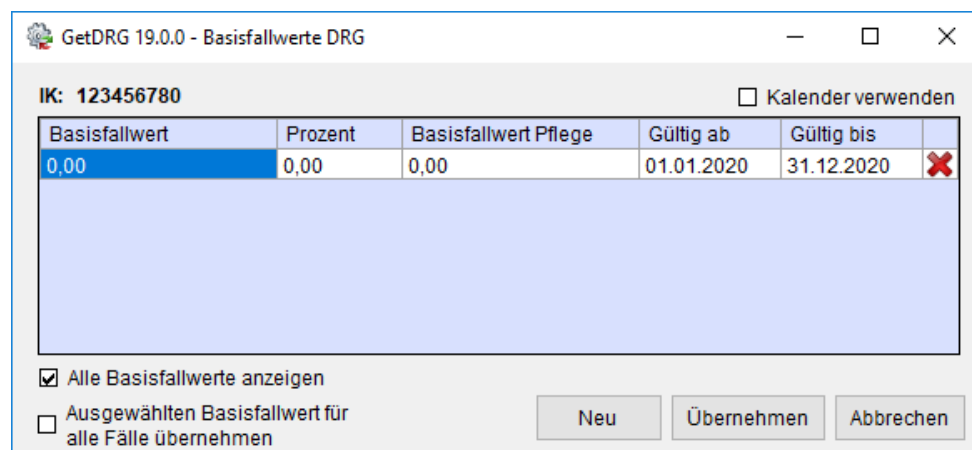 GetDRG 19.0.0 - Basisfallwerte DRG
IK: 123456780
Kalender verwenden
Basisfallwert Prozent Basisfallwert Pflege Gültig ab Gültig bis
0,00 0,00 0,00 01.01.2020 31.12.2020
Alle Basisfallwerte anzeigen
Ausgewählten Basisfallwert für
alle Fälle übernehmen
Neu Übernehmen Abbrechen